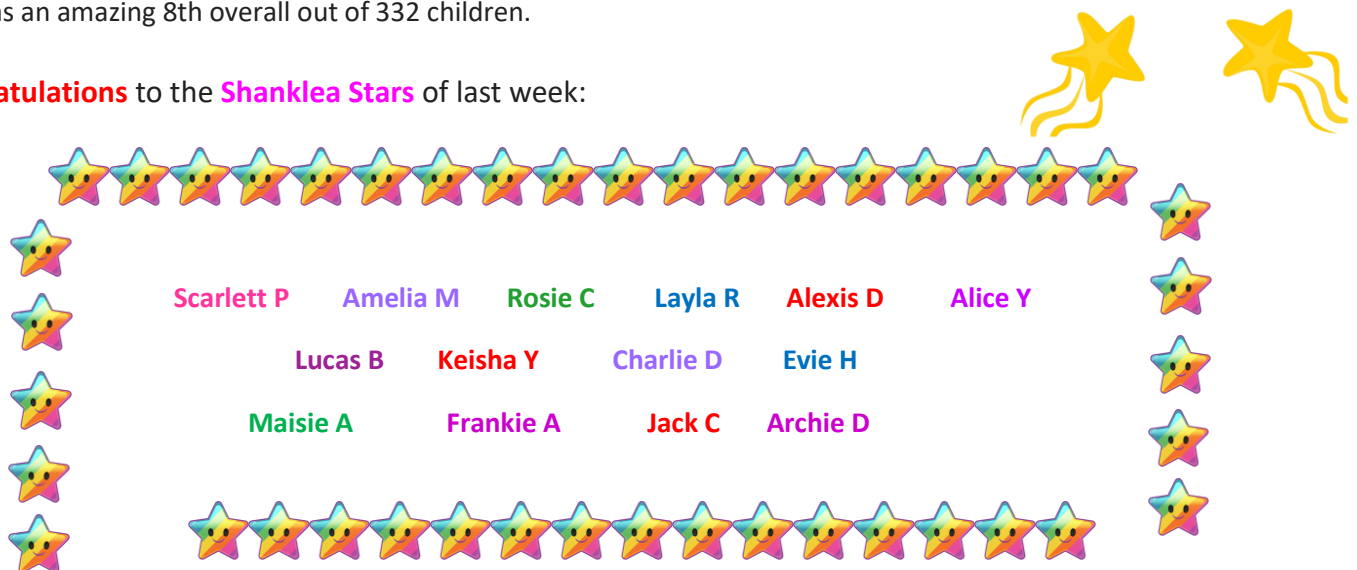 as an amazing 8th overall out of 332 children.
atulations to the Shanklea Stars of last week:
Scarlett P Amelia M Rosie C Layla R Alexis D Alice Y
Lucas B Keisha Y Charlie D Evie H
Maisie A Frankie A Jack C Archie D